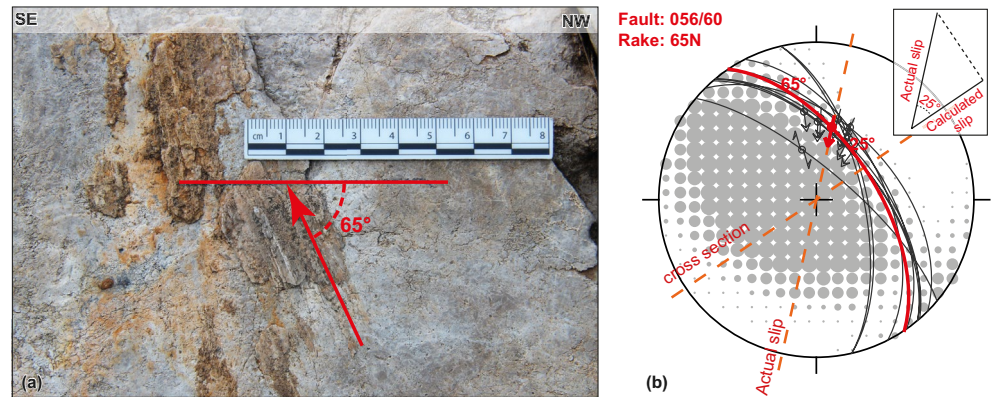 SE
NW
cm 1 2 3 4 5 6 7 8
65°
(a)
Fault: 056/60
Rake: 65N
65°
25°
cross section
Actual slip
Actual slip
25°
Calculated
slip
(b)